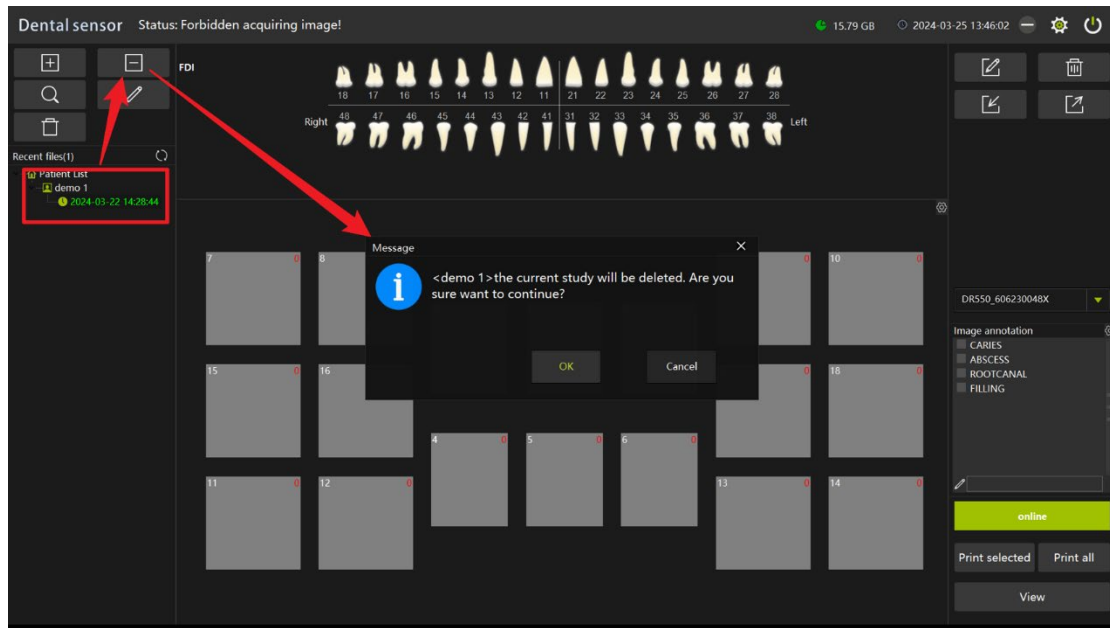 Dental sensor Status: Forbidden acquiring image! 15.79 GB 2024-03-25 13:46:02
FDI
18 17 16 15 14 13 12 11 21 22 23 24 25 26 27 28
Right 48 47 46 45 44 43 42 41 31 32 33 34 35 36 37 38 Left
Recent files(1)
Patient List
demo 1
2024-03-22 14:28:44
Message
<demo 1>the current study will be deleted. Are you
sure want to continue?
OK Cancel
7 0 8 0 10 0
15 0 16 18 0
4 0 5 0 6 0
11 0 12 0 13 0 14 0
DR550_606230048X
Image annotation
CARIES
ABSCESS
ROOTCANAL
FILLING
online
Print selected Print all
View